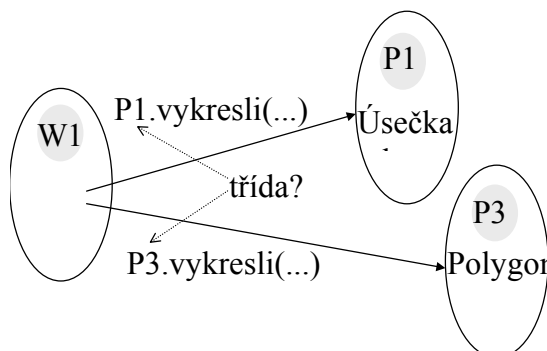 P1
P1.vykresli(...)
W1
Úsečka
třída?
P3
P3.vykresli(...)
Polygon